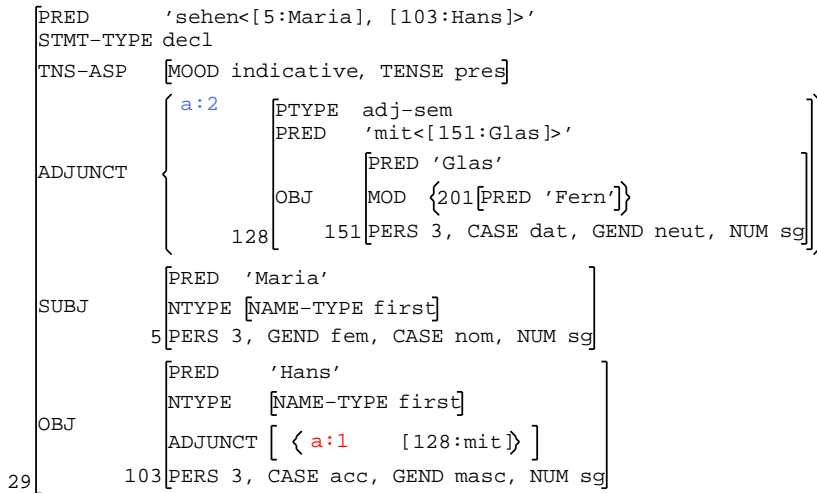 PRED 'sehen<[5:Maria], [103:Hans]>'
STMT−TYPE decl
TNS−ASP [MOOD indicative, TENSE pres]
a:2
PTYPE adj−sem
PRED 'mit<[151:Glas]>'
PRED 'Glas'
ADJUNCT
OBJ MOD {201[PRED 'Fern']}
128 151[PERS 3, CASE dat, GEND neut, NUM sg]
PRED 'Maria'
SUBJ NTYPE [NAME−TYPE first]
5[PERS 3, GEND fem, CASE nom, NUM sg]
PRED 'Hans'
NTYPE [NAME−TYPE first]
OBJ
ADJUNCT [ { a:1 [128:mit]} ]
29 103[PERS 3, CASE acc, GEND masc, NUM sg]